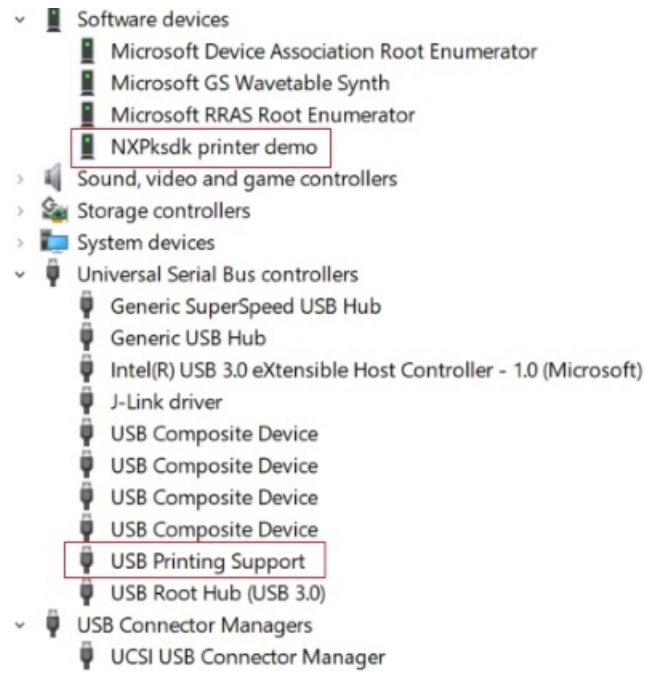 Software devices
Microsoft Device Association Root Enumerator
Microsoft GS Wavetable Synth
Microsoft RRAS Root Enumerator
NXPksdk printer demo
Sound, video and game controllers
Storage controllers
System devices
Universal Serial Bus controllers
Generic SuperSpeed USB Hub
Generic USB Hub
Intel(R) USB 3.0 eXtensible Host Controller - 1.0 (Microsoft)
J-Link driver
USB Composite Device
USB Composite Device
USB Composite Device
USB Composite Device
USB Printing Support
USB Root Hub (USB 3.0)
USB Connector Managers
UCSI USB Connector Manager